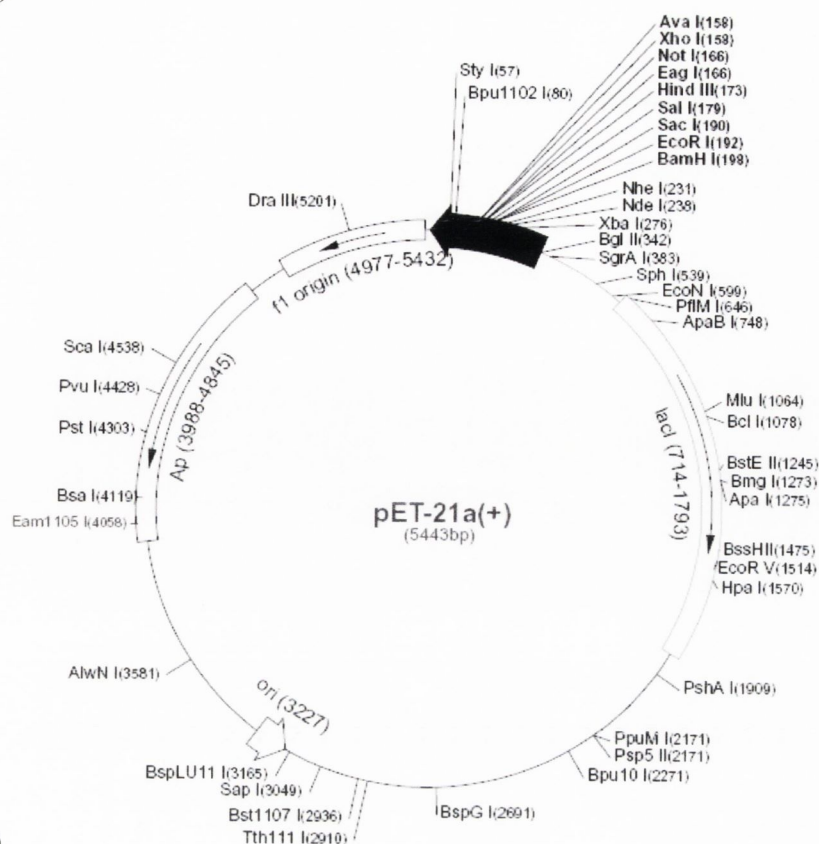 Ava I(158)
Xho I(158)
Not I(166)
Eag I(166)
Hind III(173)
Sal I(179)
Sac I(190)
EcoR I(192)
BamH I(198)
Sty I(57)
Bpu1102 I(80)
Nhe I(231)
Nde I(238)
Xba I(276)
Bgl II(342)
SgrA I(383)
Sph I(539)
EcoN I(599)
PflM I(646)
ApaB I(748)
Dra III(5201)
f1 origin (4977-5432)
Sca I(4538)
Pvu I(4428)
Pst I(4303)
Bsa I(4119)
Eam1105 I(4058)
Ap (3988-4845)
lacI (714-1793)
Mlu I(1064)
Bcl I(1078)
BstE II(1245)
Bmg I(1273)
Apa I(1275)
BssHII(1475)
EcoR V(1514)
Hpa I(1570)
pET-21a(+)
(5443bp)
AlwN I(3581)
ori (3227)
PshA I(1909)
PpuM I(2171)
Psp5 II(2171)
Bpu10 I(2271)
BspLU11 I(3165)
Sap I(3049)
Bst1107 I(2936)
Tth111 I(2910)
BspG I(2691)